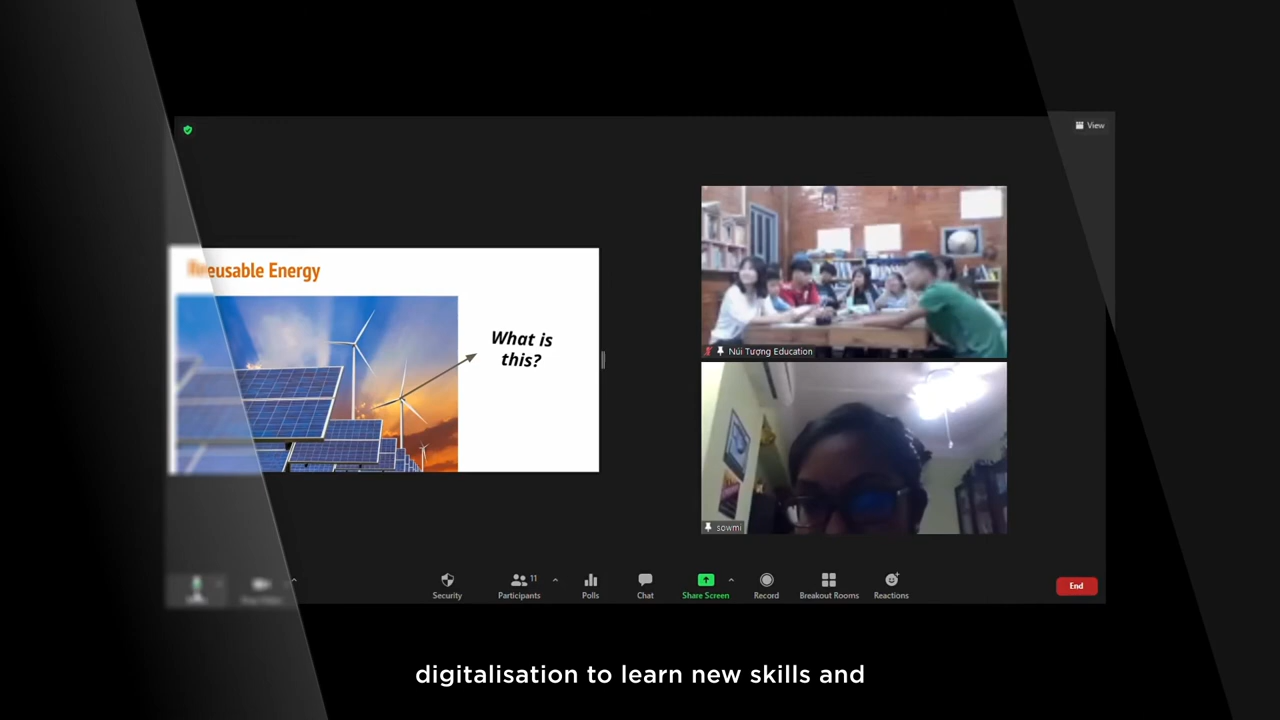 View
eusable Energy
What is
this?
Núi Tượng Education
sowmi
Security
Participants
11
Polls
Chat
Share Screen
Record
Breakout Rooms
Reactions
End
digitalisation to learn new skills and